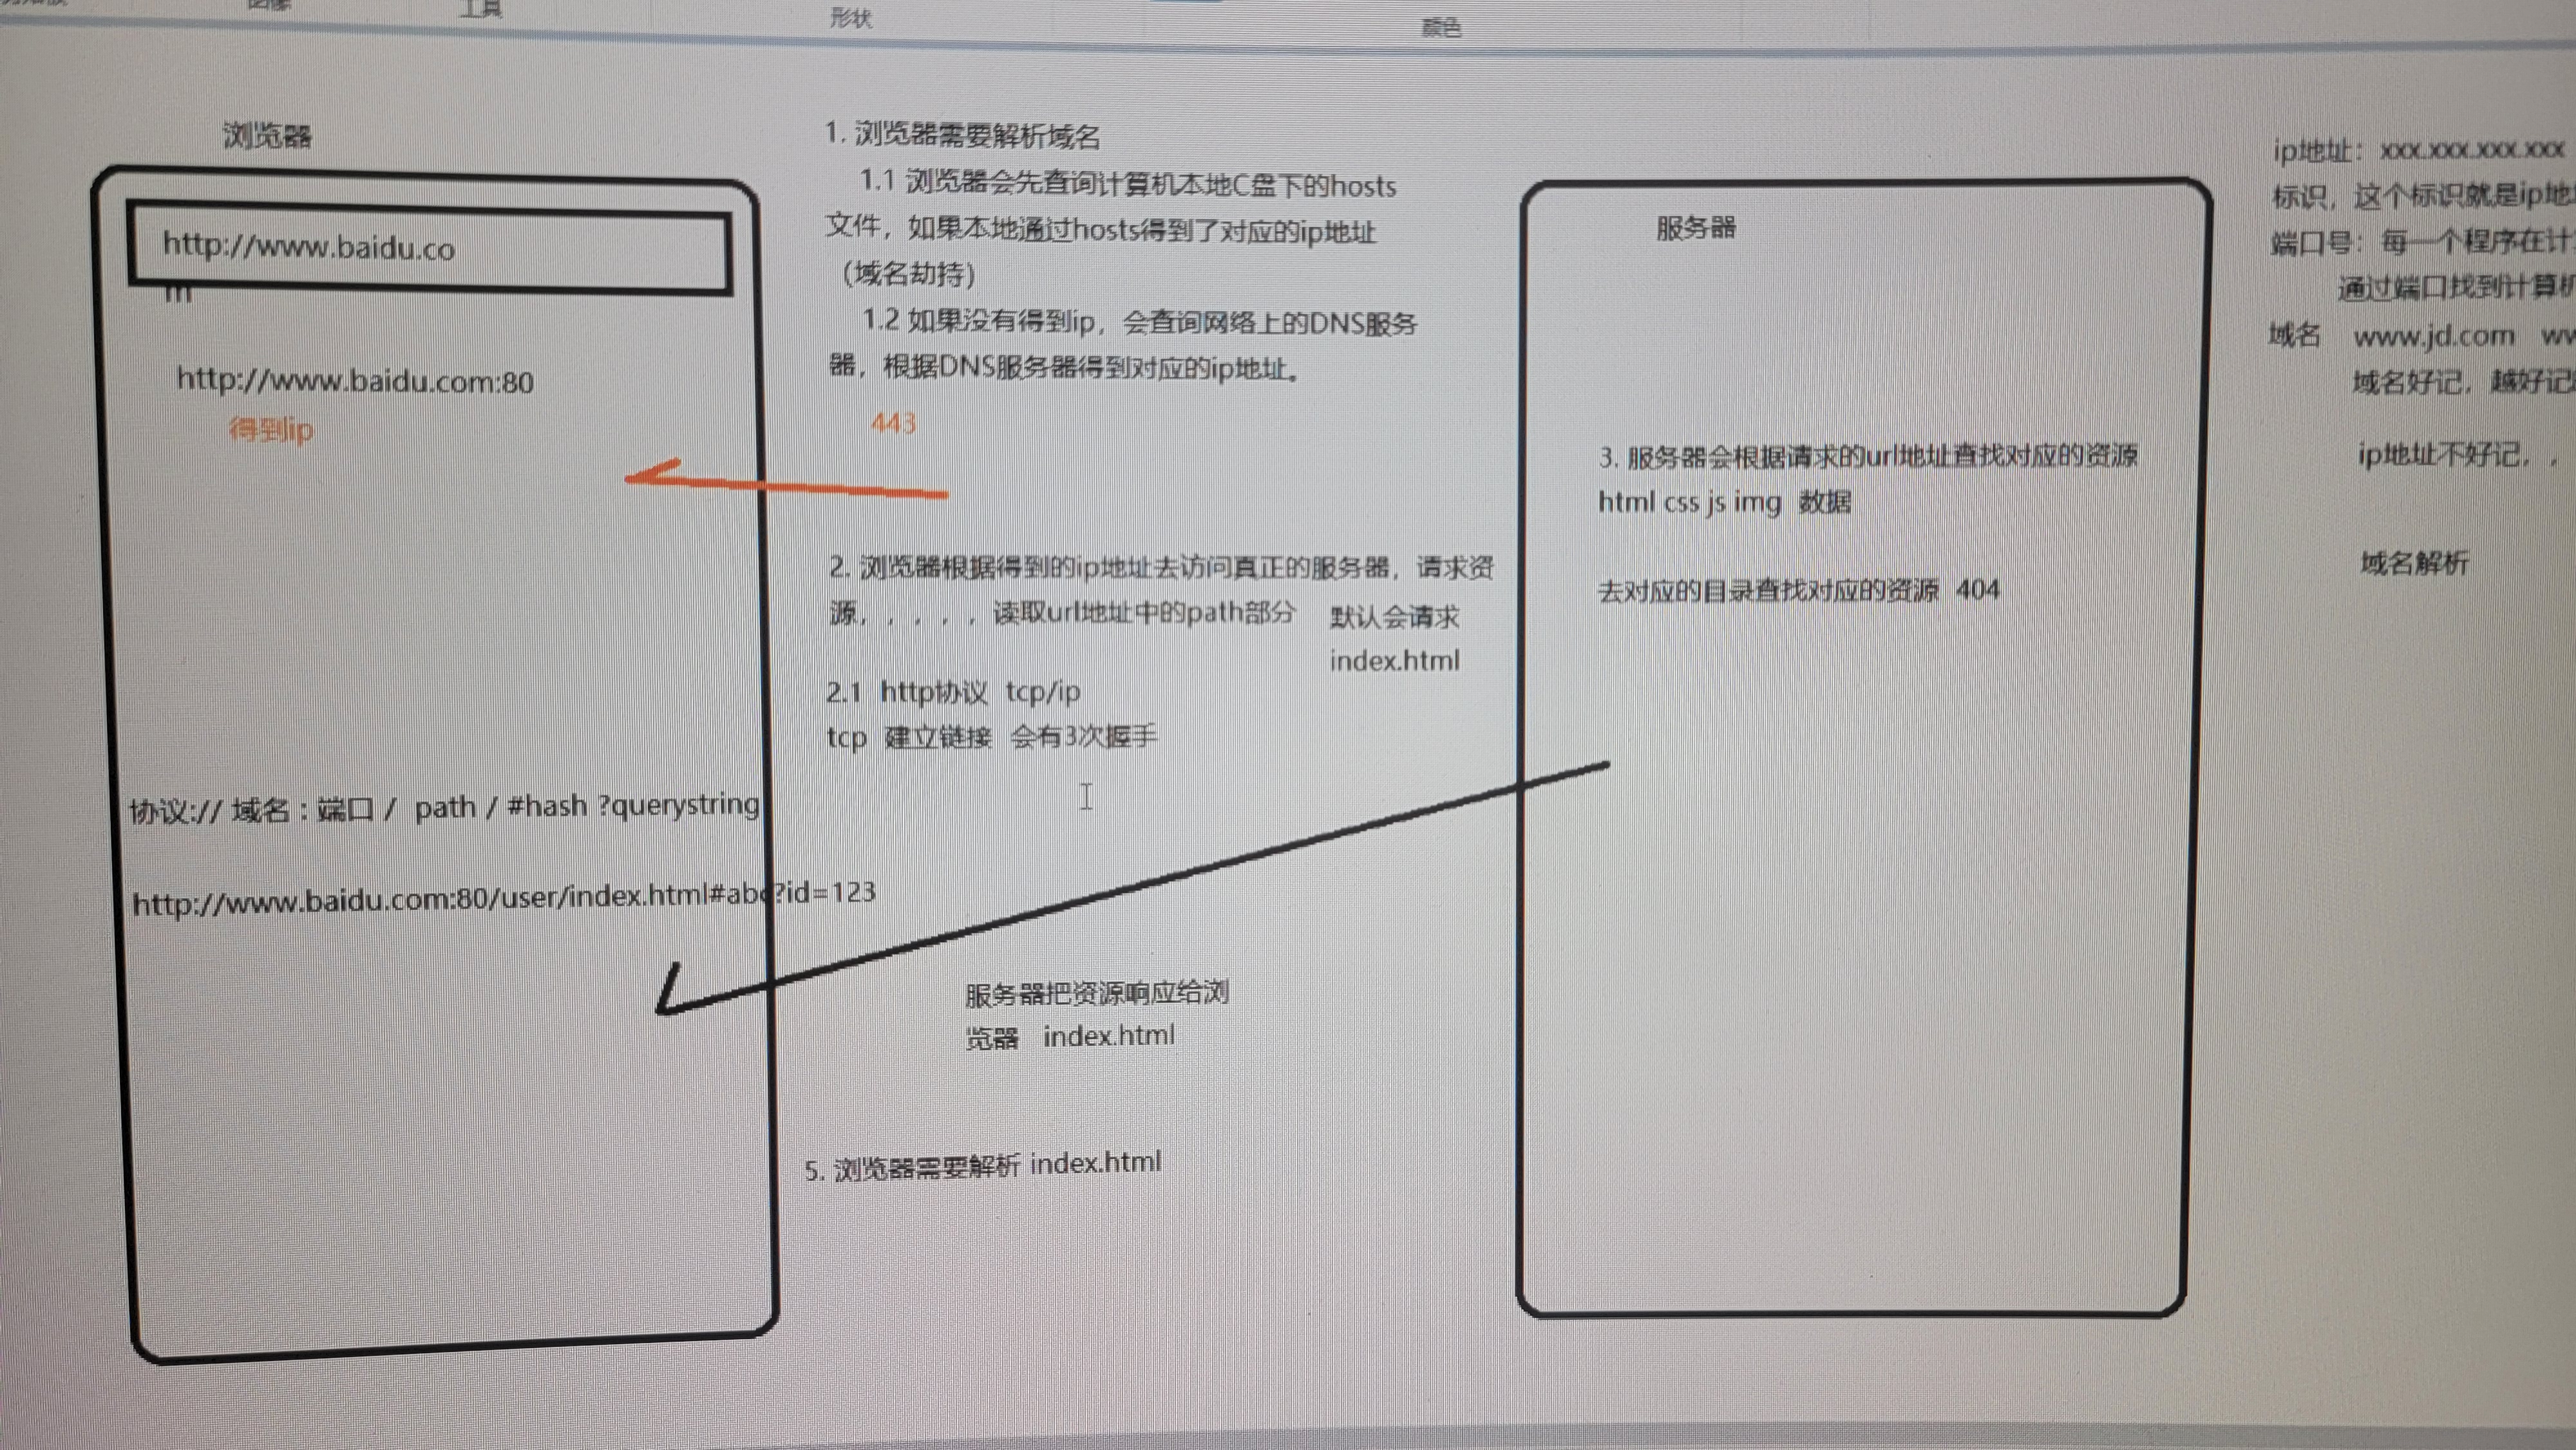 工具
形状
颜色
浏览器
http://www.baidu.co
m
http://www.baidu.com:80
得到ip
协议:// 域名 : 端口 / path / #hash ?querystring
http://www.baidu.com:80/user/index.html#abc?id=123
1. 浏览器需要解析域名
1.1 浏览器会先查询计算机本地C盘下的hosts
文件，如果本地通过hosts得到了对应的ip地址
（域名劫持）
1.2 如果没有得到ip，会查询网络上的DNS服务
器，根据DNS服务器得到对应的ip地址。
443
2. 浏览器根据得到的ip地址去访问真正的服务器，请求资
源，，，，，读取url地址中的path部分
默认会请求
index.html
2.1 http协议 tcp/ip
tcp 建立链接 会有3次握手
服务器把资源响应给浏
览器 index.html
5. 浏览器需要解析 index.html
服务器
3. 服务器会根据请求的url地址查找对应的资源
html css js img 数据
去对应的目录查找对应的资源 404
ip地址：xxx.xxx.xxx.xxx
标识，这个标识就是ip地
端口号：每一个程序在计
通过端口找到计算机
域名 www.jd.com
域名好记，越好记
ip地址不好记，，
域名解析